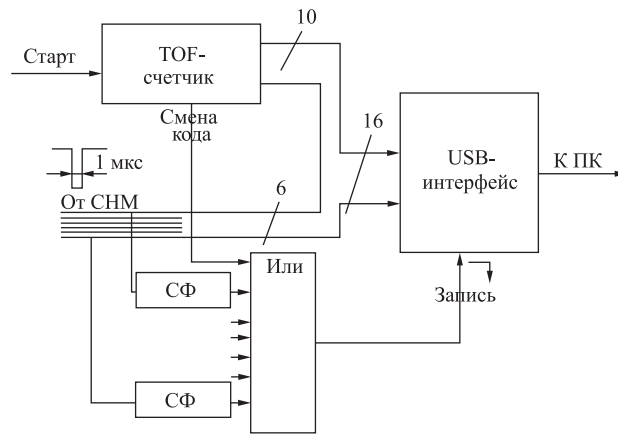 10
Старт
TOF-
счетчик
Смена
кода
16
1 мкс
USB-
интерфейс
К ПК
От СНМ
6
Или
СФ
Запись
СФ